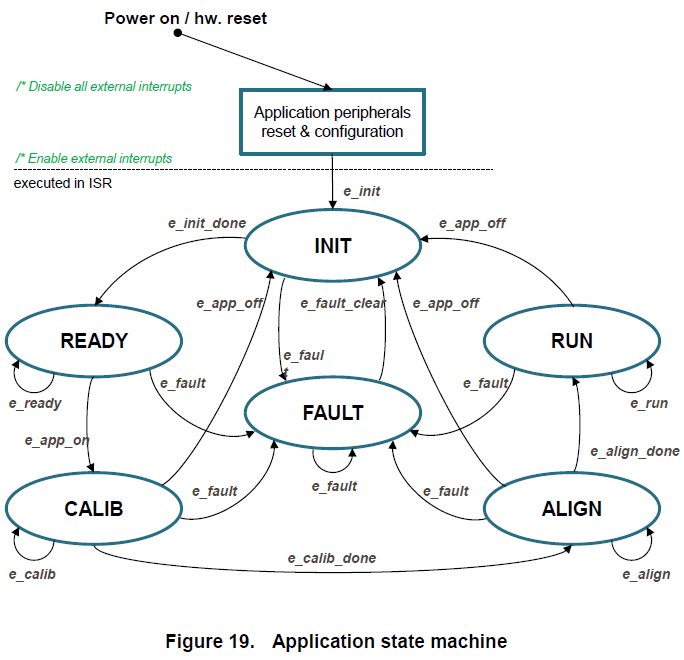 Power on / hw. reset
/* Disable all external interrupts
Application peripherals
reset & configuration
/* Enable external interrupts
executed in ISR
e_init
e_init_done
e_app_off
INIT
e_app_off
e_fault_clear
e_app_off
READY
RUN
e_faul
t
e_fault
e_fault
e_ready
e_run
FAULT
e_app_on
e_align_done
e_fault
e_fault
e_fault
CALIB
ALIGN
e_calib_done
e_calib
e_align
Figure 19. Application state machine